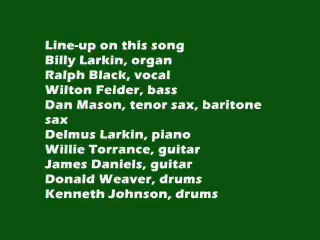 Line-up on this song
Billy Larkin, organ
Ralph Black, vocal
Wilton Felder, bass
Dan Mason, tenor sax, baritone
sax
Delmus Larkin, piano
Willie Torrance, guitar
James Daniels, guitar
Donald Weaver, drums
Kenneth Johnson, drums